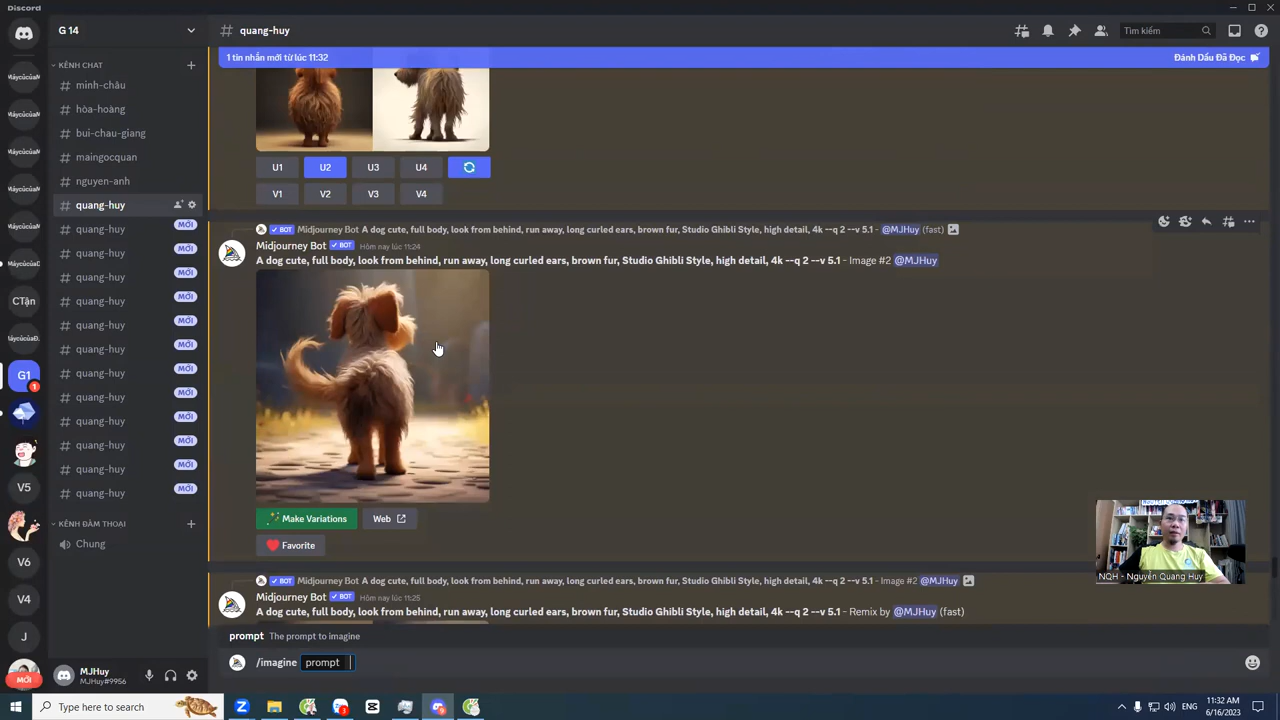 Discord
G 14
# quang-huy
Tìm kiếm
1 tin nhắn mới từ lúc 11:32
Đánh Dấu Đã Đọc
KÊNH CHAT
minh-châu
hòa-hoàng
bui-chau-giang
maingocquan
nguyen-anh
quang-huy
quang-huy MỚI
quang-huy MỚI
quang-huy MỚI
quang-huy MỚI
quang-huy MỚI
quang-huy MỚI
quang-huy MỚI
quang-huy MỚI
quang-huy MỚI
quang-huy MỚI
quang-huy MỚI
quang-huy MỚI
KÊNH ĐÀM THOẠI
Chung
CTận
G1
1
V5
V6
V4
J
MỚI
MJHuy
MJHuy#9956
U1 U2 U3 U4
V1 V2 V3 V4
BOT Midjourney Bot A dog cute, full body, look from behind, run away, long curled ears, brown fur, Studio Ghibli Style, high detail, 4k --q 2 --v 5.1 - @MJHuy (fast)
Midjourney Bot BOT Hôm nay lúc 11:24
A dog cute, full body, look from behind, run away, long curled ears, brown fur, Studio Ghibli Style, high detail, 4k --q 2 --v 5.1 - Image #2 @MJHuy
Make Variations Web
Favorite
BOT Midjourney Bot A dog cute, full body, look from behind, run away, long curled ears, brown fur, Studio Ghibli Style, high detail, 4k --q 2 --v 5.1 - Image #2 @MJHuy
Midjourney Bot BOT Hôm nay lúc 11:25
A dog cute, full body, look from behind, run away, long curled ears, brown fur, Studio Ghibli Style, high detail, 4k --q 2 --v 5.1 - Remix by @MJHuy (fast)
prompt The prompt to imagine
/imagine prompt
NQH - Nguyễn Quang Huy
Type here to search
ENG
11:32 AM
6/16/2023